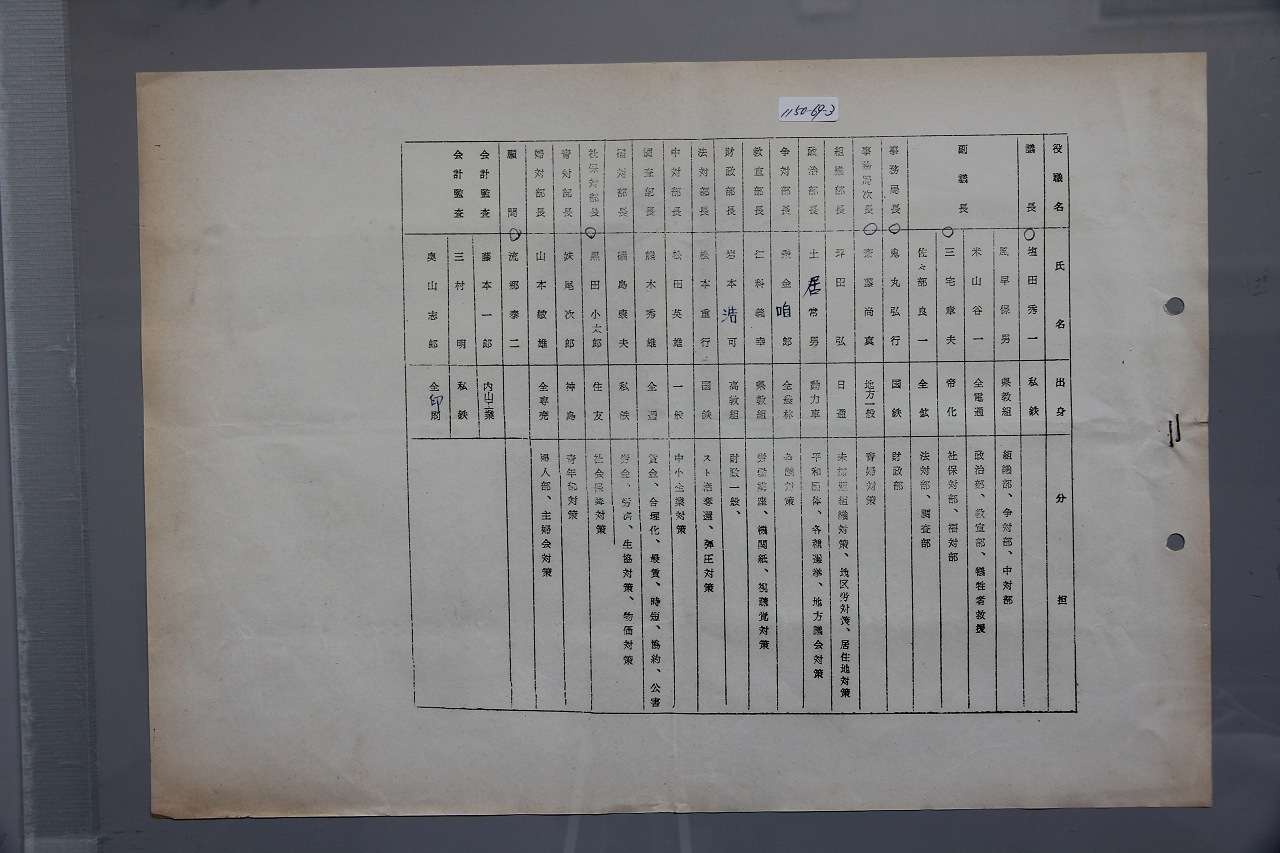 1150-69-3
役職名 氏名 出身 分担
議長 塩田秀一 私鉄
副議長 風早保男 県教組 組織部、争対部、中対部
米山谷一 全電通 政治部、教宣部、犠牲者救援
三宅章夫 帝化 社保対部、福対部
佐々部良一 全鉱 法対部、調査部
事務局長 鬼丸弘行 国鉄 財政部
事務局次長 斎藤尚真 地方一般 青婦対策
組織部長 坪田弘 日通 未加盟組織対策、地区労対策、居住地対策
政治部長 土居常男 動力車 平和団体、各種選挙、地方議会対策
争対部長 金咱郎 全農林 対策
教宣部長 仁科義幸 県教組 労働講座、機関紙、視聴覚対策
財政部長 岩本浩可 高教組 財政一般、
法対部長 松本重行 国鉄 スト権奪還、弾圧対策
中対部長 松田英雄 一般 中小企業対策
調査部長 熊木秀雄 全逓 賃金、合理化、最賃、時短、協約、公害
福対部長 磯島康夫 私鉄 労金、労済、生協対策、物価対策
社保対部長 黒田小太郎 住友 社会保障対策
青対部長 妹尾次郎 神島 青年部対策
婦対部長 山本敏雄 全専売 婦人部、主婦会対策
顧問 流郷泰二
会計監査 藤本一郎 内山工業
会計監査 三村明 私鉄
奥山志郎 全印刷